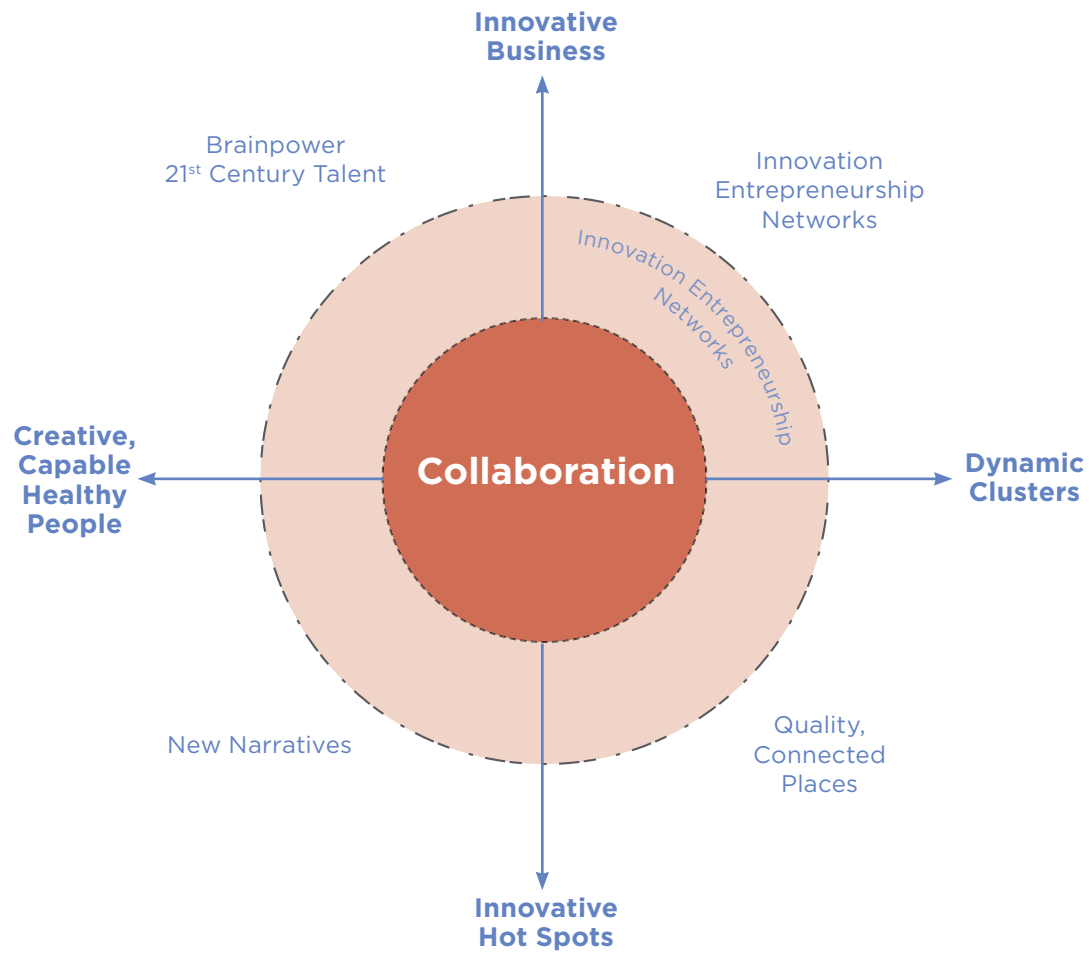 Innovative
Business
Brainpower
21st Century Talent
Innovation
Entrepreneurship
Networks
Innovation Entrepreneurship
Networks
Creative,
Capable
Healthy
People
Collaboration
Dynamic
Clusters
New Narratives
Quality,
Connected
Places
Innovative
Hot Spots